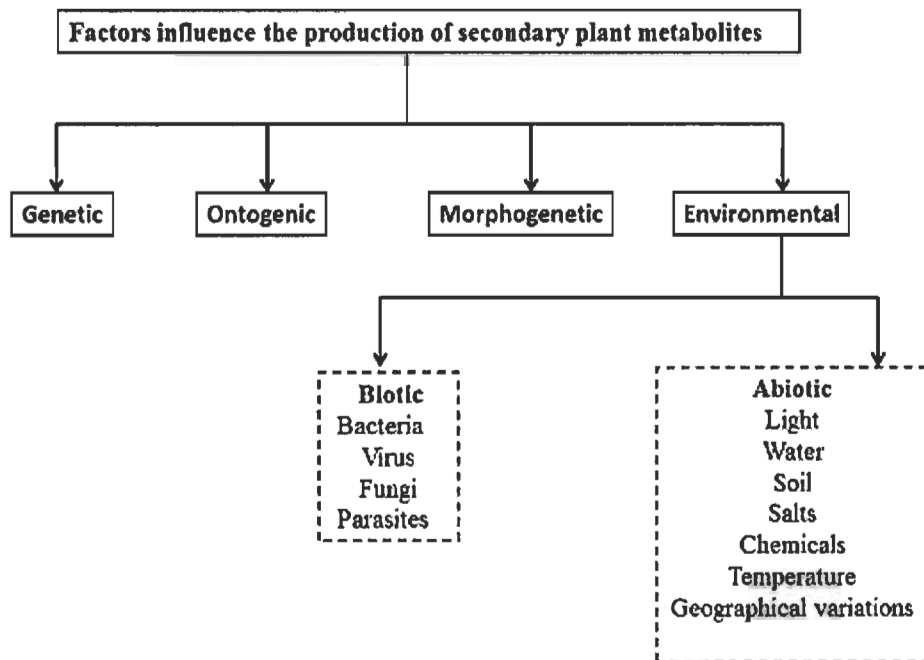 Factors influence the production of secondary plant metabolites
Genetic
Ontogenic
Morphogenetic
Environmental
Biotic
Bacteria
Virus
Fungi
Parasites
Abiotic
Light
Water
Soil
Salts
Chemicals
Temperature
Geographical variations